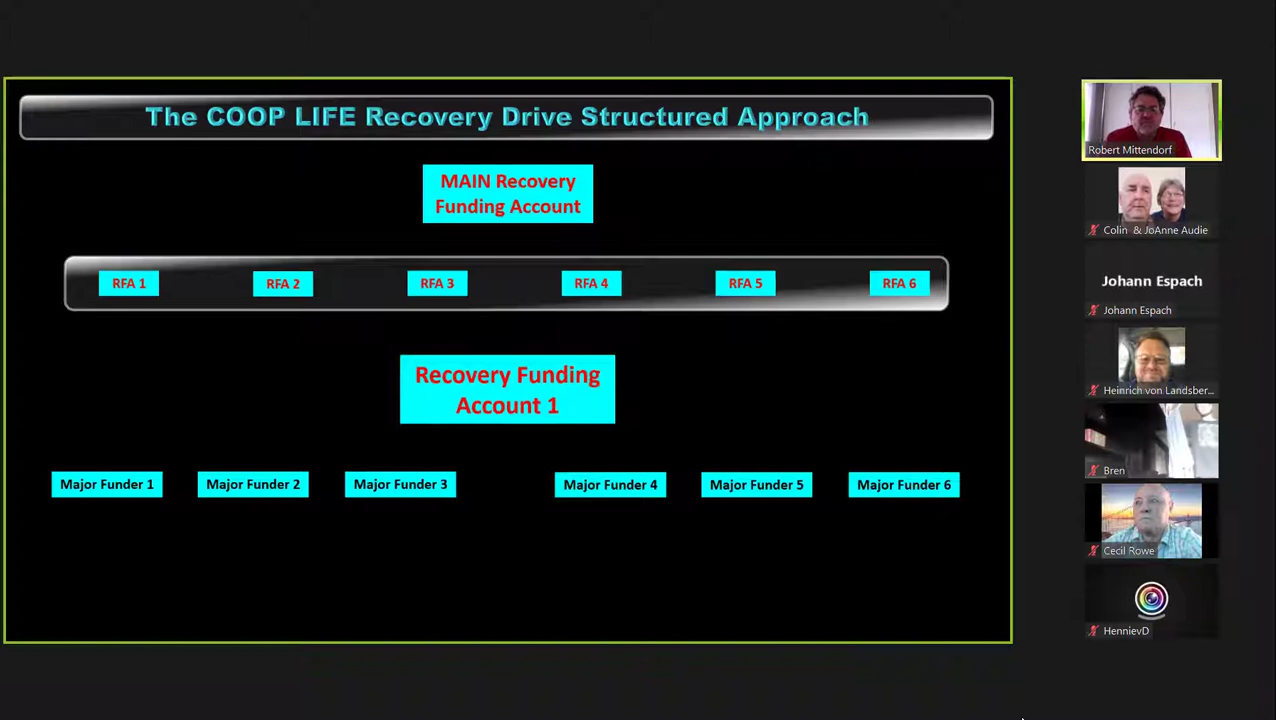 The COOP LIFE Recovery Drive Structured Approach
MAIN Recovery
Funding Account
RFA 1
RFA 2
RFA 3
RFA 4
RFA 5
RFA 6
Recovery Funding
Account 1
Major Funder 1
Major Funder 2
Major Funder 3
Major Funder 4
Major Funder 5
Major Funder 6
Robert Mittendorf
Colin & JoAnne Audie
Johann Espach
Johann Espach
Heinrich von Landsber...
Bren
Cecil Rowe
HennievD